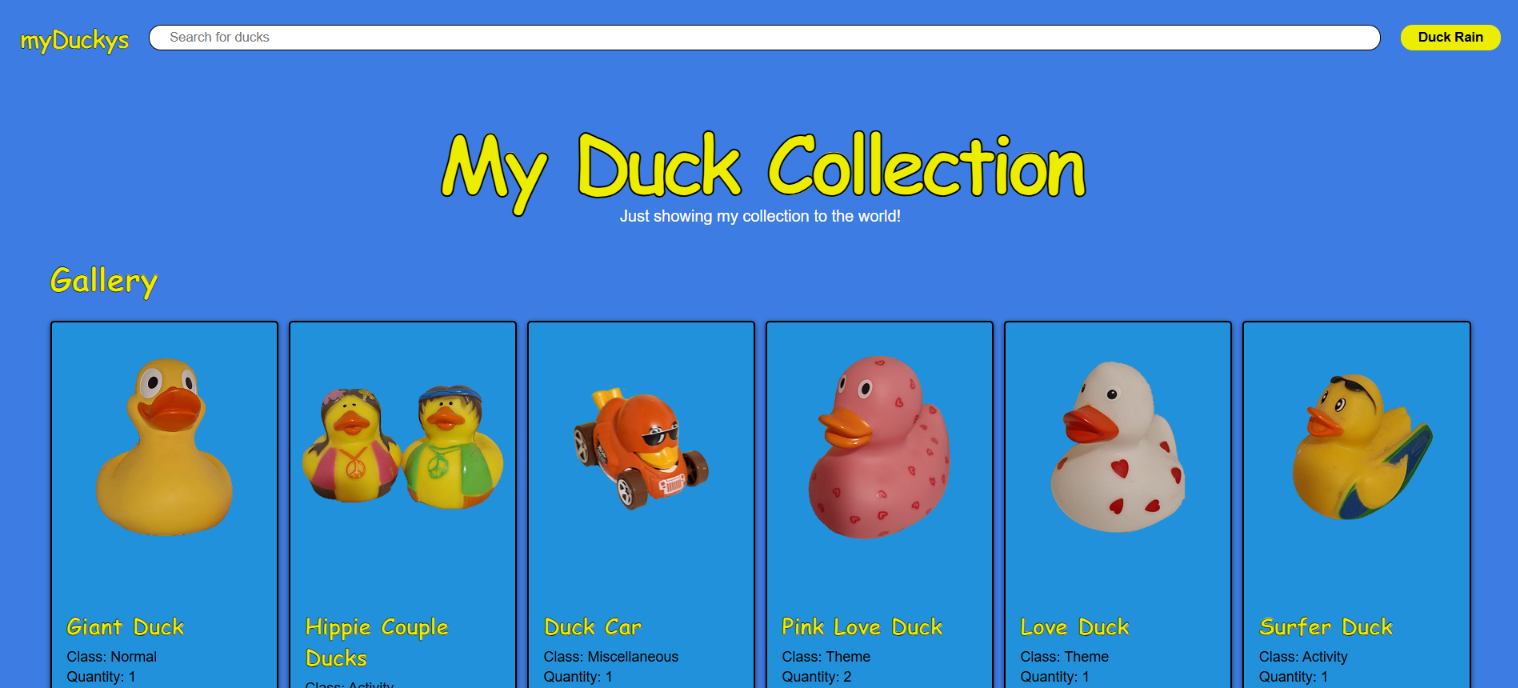 myDuckys
Search for ducks
Duck Rain
My Duck Collection
Just showing my collection to the world!
Gallery
Giant Duck
Class: Normal
Quantity: 1
Hippie Couple
Ducks
Class: Activity
Duck Car
Class: Miscellaneous
Quantity: 1
Pink Love Duck
Class: Theme
Quantity: 2
Love Duck
Class: Theme
Quantity: 1
Surfer Duck
Class: Activity
Quantity: 1